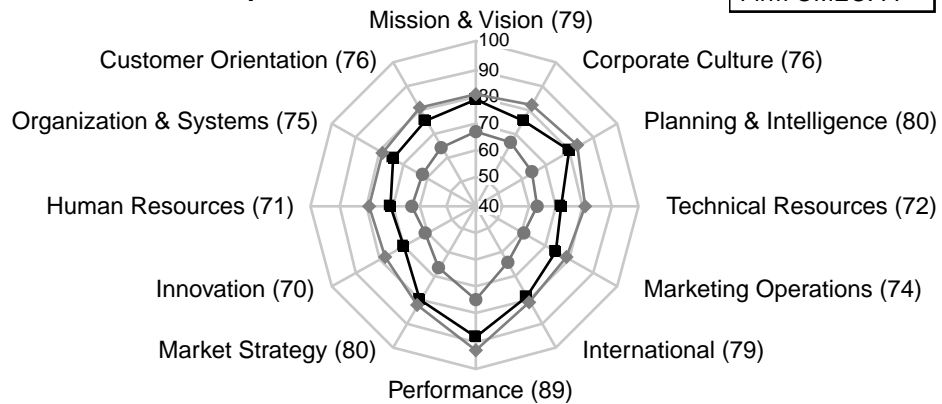 Mission & Vision (79)
Customer Orientation (76)
Corporate Culture (76)
Organization & Systems (75)
Planning & Intelligence (80)
Human Resources (71)
Technical Resources (72)
Innovation (70)
Marketing Operations (74)
Market Strategy (80)
International (79)
Performance (89)
100
90
80
70
60
50
40